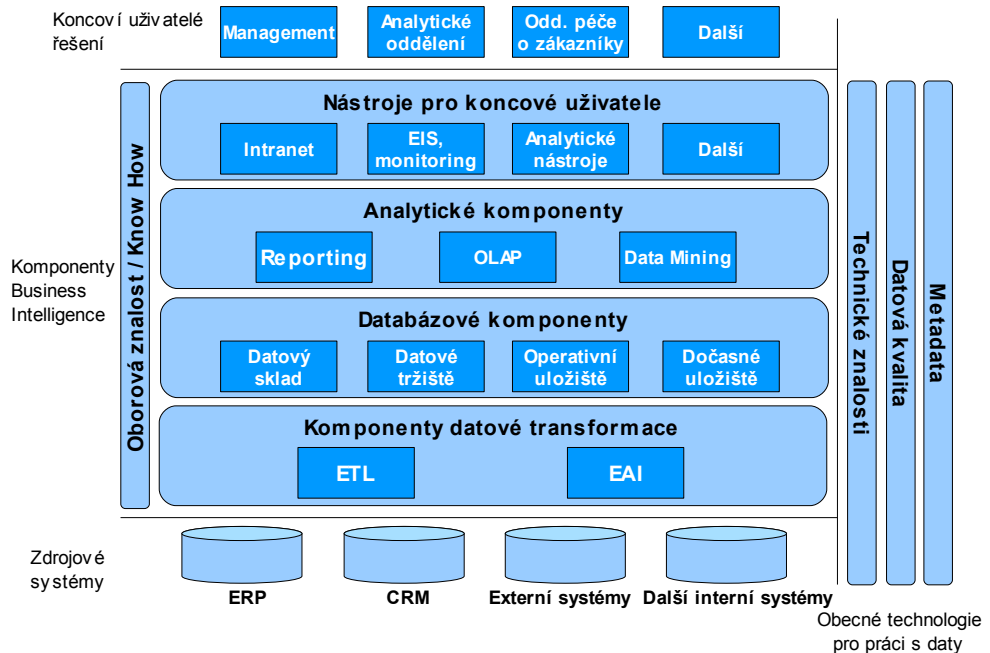 Koncoví uživatelé
řešení
Management
Analytické
oddělení
Odd. péče
o zákazníky
Další
Nástroje pro koncové uživatele
Intranet
EIS,
monitoring
Analytické
nástroje
Další
Analytické komponenty
Reporting
OLAP
Data Mining
Komponenty
Business
Intelligence
Oborová znalost / Know How
Databázové komponenty
Datový
sklad
Datové
tržiště
Operativní
uložiště
Dočasné
uložiště
Komponenty datové transformace
ETL
EAI
Technické znalosti
Datová kvalita
Metadata
Zdrojové
systémy
ERP
CRM
Externí systémy
Další interní systémy
Obecné technologie
pro práci s daty